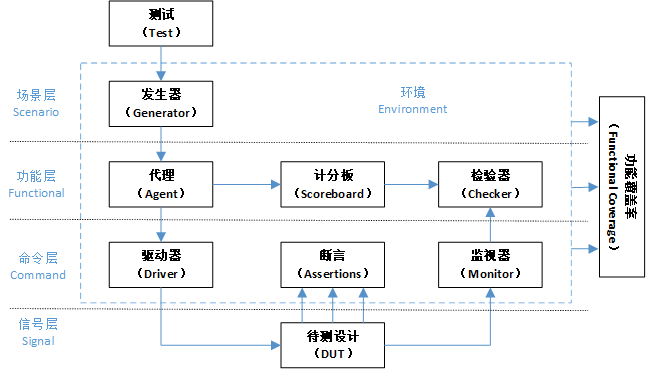 测试
（Test）
场景层
Scenario
发生器
（Generator）
环境
Environment
功能层
Functional
代理
（Agent）
计分板
（Scoreboard）
检验器
（Checker）
功能覆盖率
（Functional Coverage）
命令层
Command
驱动器
（Driver）
断言
（Assertions）
监视器
（Monitor）
信号层
Signal
待测设计
（DUT）